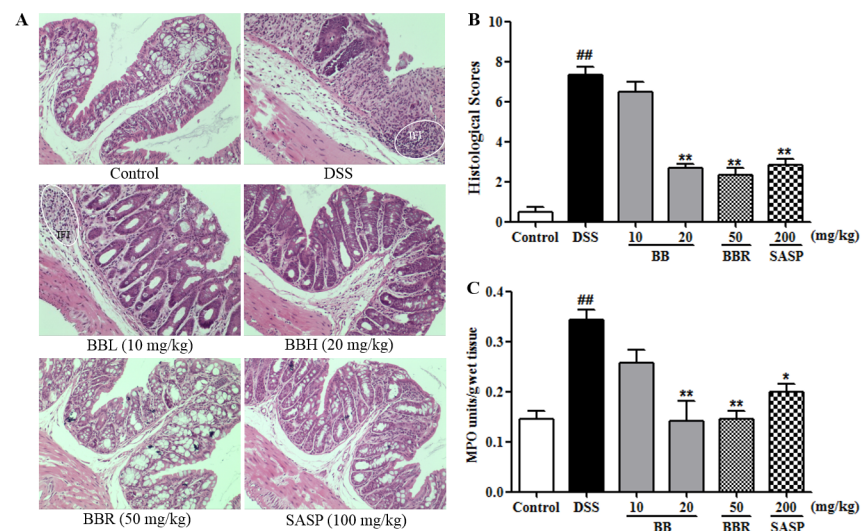 A
Control
DSS
IFI
BBL (10 mg/kg)
BBH (20 mg/kg)
IFI
BBR (50 mg/kg)
SASP (100 mg/kg)
B
Histological Scores
10
8
6
4
2
0
##
**
**
**
Control DSS 10 20 50 200 (mg/kg)
BB BBR SASP
C
MPO units/g wet tissue
0.4
0.3
0.2
0.1
0.0
##
**
**
*
Control DSS 10 20 50 200 (mg/kg)
BB BBR SASP